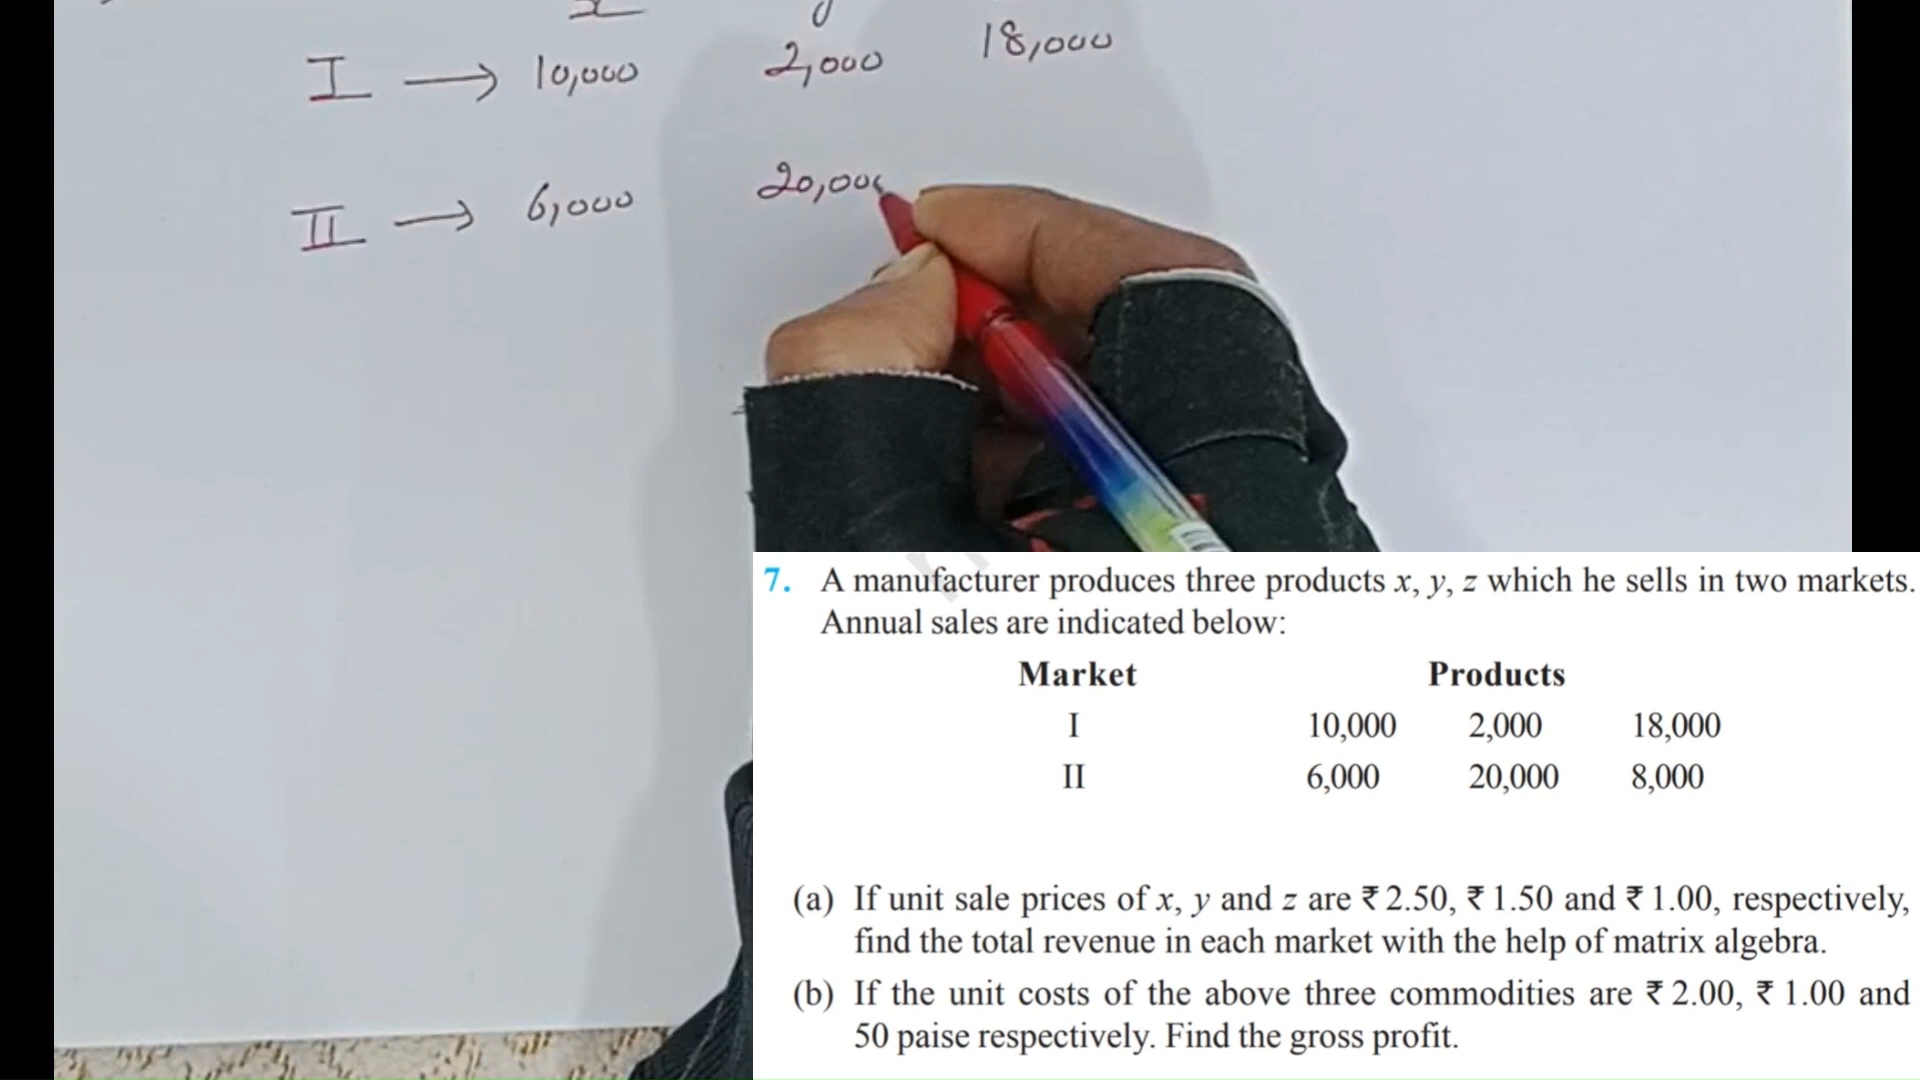 x y
I → 10,000 2,000 18,000
II → 6,000 20,000
7. A manufacturer produces three products x, y, z which he sells in two markets.
Annual sales are indicated below:
Market Products
I 10,000 2,000 18,000
II 6,000 20,000 8,000
(a) If unit sale prices of x, y and z are ₹ 2.50, ₹ 1.50 and ₹ 1.00, respectively,
find the total revenue in each market with the help of matrix algebra.
(b) If the unit costs of the above three commodities are ₹ 2.00, ₹ 1.00 and
50 paise respectively. Find the gross profit.